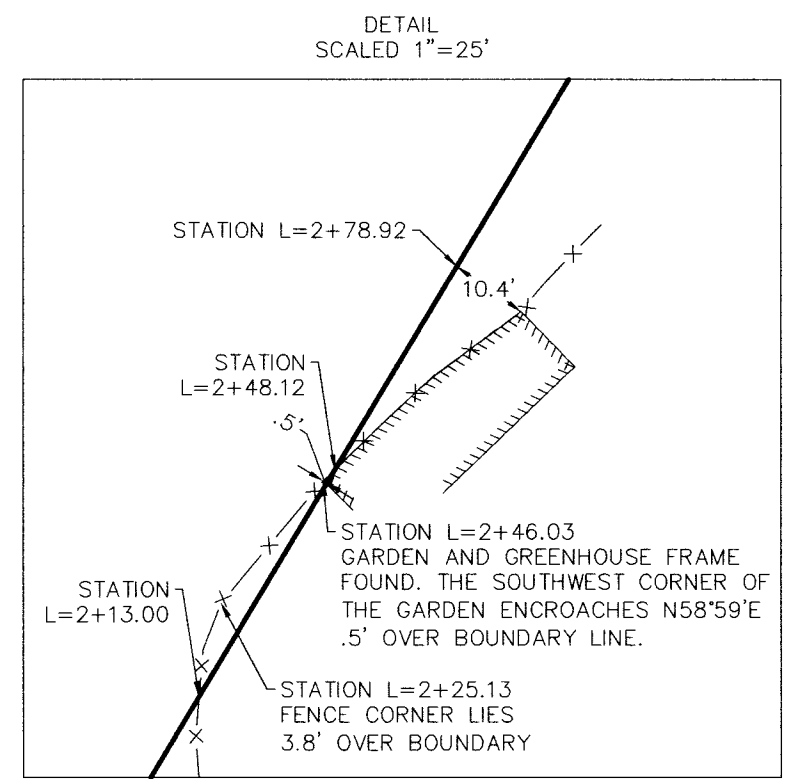 DETAIL
SCALED 1"=25'
STATION L=2+78.92
10.4'
STATION
L=2+48.12
.5'
STATION L=2+46.03
GARDEN AND GREENHOUSE FRAME
FOUND. THE SOUTHWEST CORNER OF
THE GARDEN ENCROACHES N58°59'E
.5' OVER BOUNDARY LINE.
STATION
L=2+13.00
STATION L=2+25.13
FENCE CORNER LIES
3.8' OVER BOUNDARY